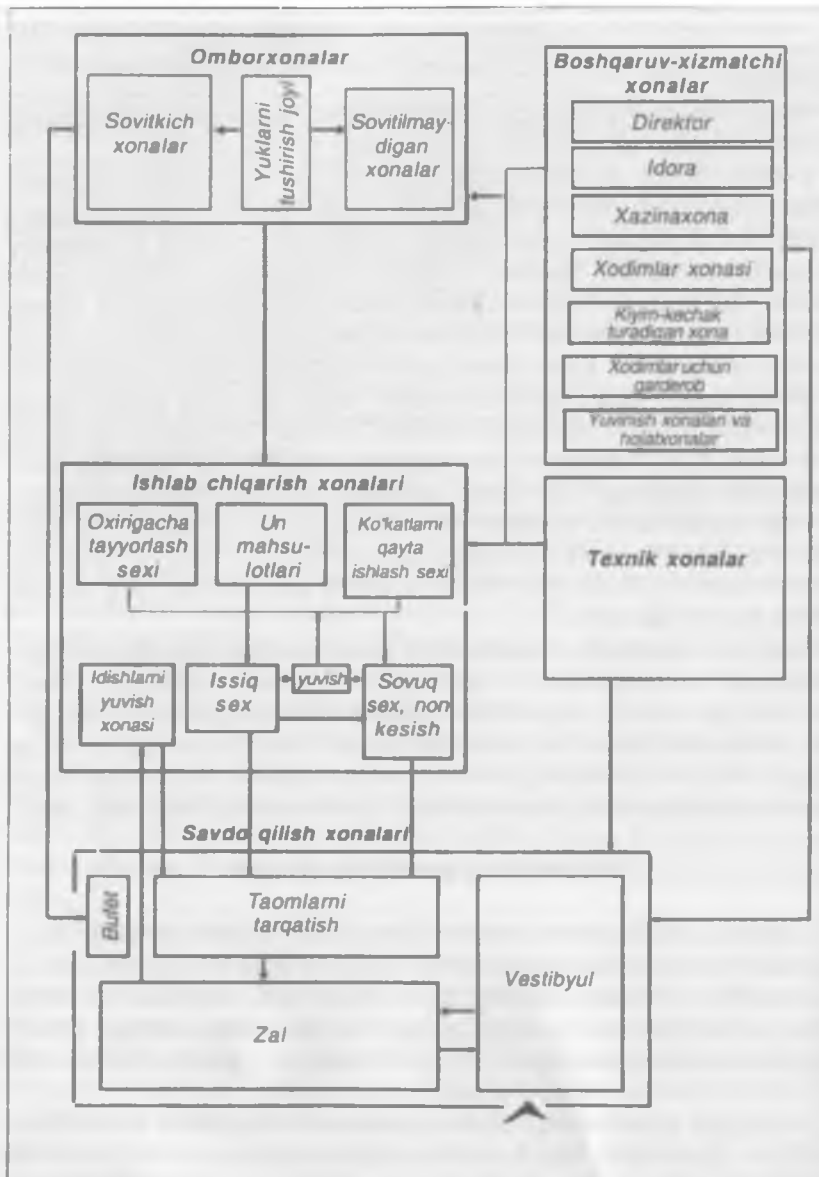 Omborxonalar
Sovitkich
xonalar
Yuklarni
tushirish joyi
Sovitilmay-
digan
xonalar
Boshqaruv-xizmatchi
xonalar
Direktor
Idora
Xazinaxona
Xodimlar xonasi
Kiyim-kechak
turadigan xona
Xodimlar uchun
garderob
Yuvinish xonalari va
hojatxonalar
Ishlab chiqarish xonalari
Oxirigacha
tayyorlash
sexi
Un
mahsu-
lotlari
Ko'katlarni
qayta
ishlash sexi
Texnik xonalar
Idishlarni
yuvish
xonasi
Issiq
sex
yuvish
Sovuq
sex, non
kesish
Savdo qilish xonalari
Bufet
Taomlarni
tarqatish
Vestibyul
Zal